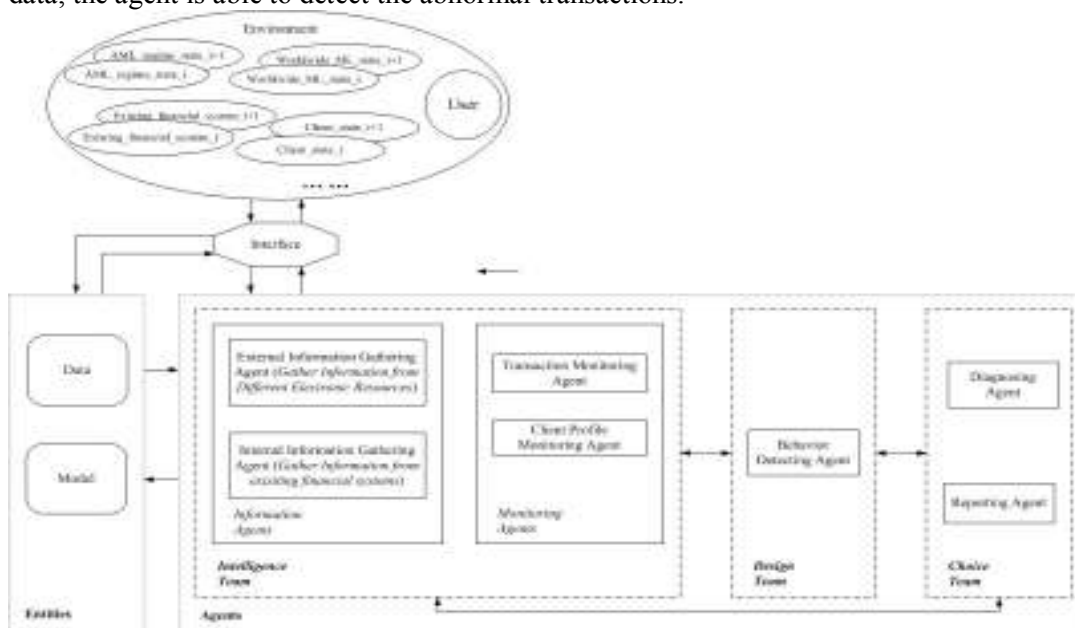 data, the agent is able to detect the abnormal transactions.
Environment
AML_regime_state_i+1
AML_regime_state_i
Worldwide_ML_state_i+1
Worldwide_ML_state_i
User
Existing_financial_system_i+1
Existing_financial_system_i
Client_state_i+1
Client_state_i
... ...
Interface
Data
Model
Entities
External Information Gathering
Agent (Gather Information from
Different Electronic Resources)
Internal Information Gathering
Agent (Gather Information from
existing financial systems)
Information
Agents
Transaction Monitoring
Agent
Client Profile
Monitoring Agent
Monitoring
Agents
Intelligence
Team
Behavior
Detecting Agent
Design
Team
Diagnosing
Agent
Reporting Agent
Choice
Team
Agents